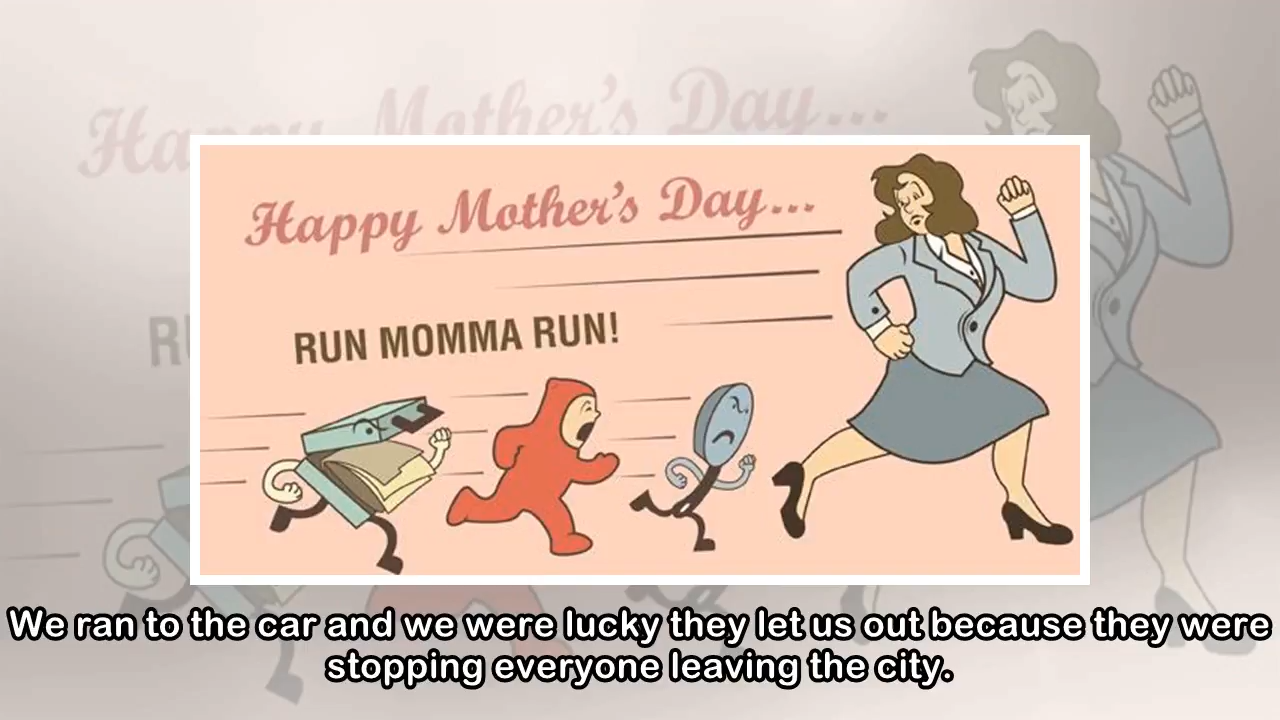 Happy Mother's Day...
RUN MOMMA RUN!
We ran to the car and we were lucky they let us out because they were
stopping everyone leaving the city.